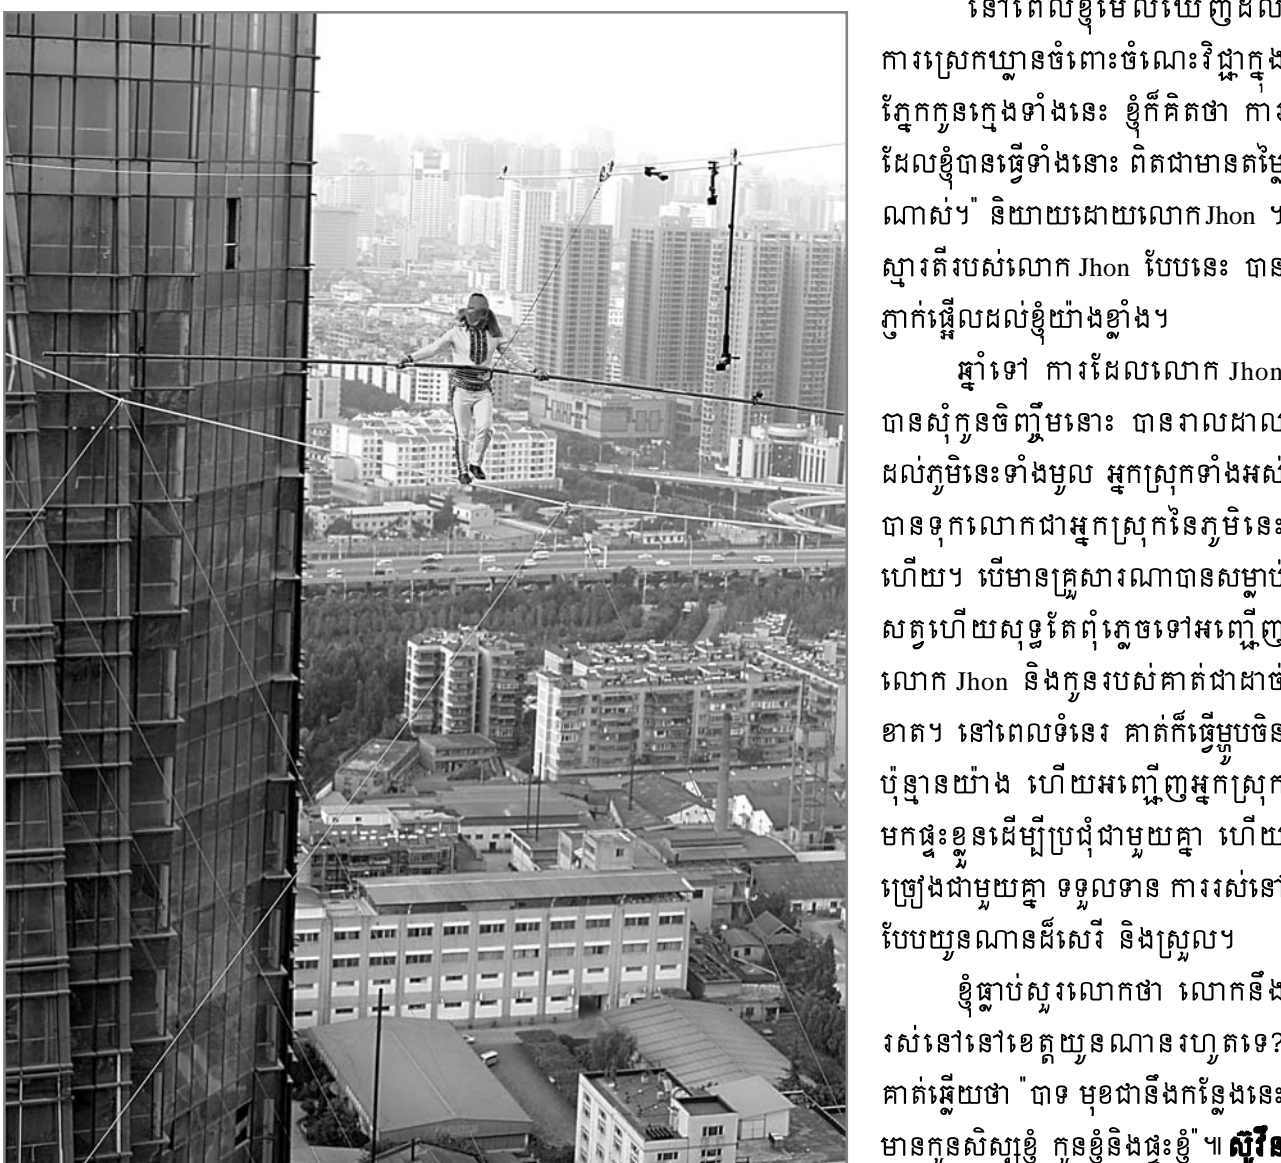 នៅពេលខ្ញុំមើលឃើញដល់
ការស្រេកឃ្លានចំពោះចំណេះវិជ្ជាក្នុង
ភ្នែកកូនក្មេងទាំងនេះ ខ្ញុំក៏គិតថា ការ
ដែលខ្ញុំបានធ្វើទាំងនោះ ពិតជាមានតម្លៃ
ណាស់។" និយាយដោយលោក Jhon ។
ស្មារតីរបស់លោក Jhon បែបនេះ បាន
ភ្ញាក់ផ្អើលដល់ខ្ញុំយ៉ាងខ្លាំង។
ឆ្នាំទៅ ការដែលលោក Jhon
បានសុំកូនចិញ្ចឹមនោះ បានរាលដាល
ដល់ភូមិនេះទាំងមូល អ្នកស្រុកទាំងអស់
បានទុកលោកជាអ្នកស្រុកនៃភូមិនេះ
ហើយ។ បើមានគ្រួសារណាបានសម្លាប់
សត្វហើយសុទ្ធតែពុំភ្លេចទៅអញ្ជើញ
លោក Jhon និងកូនរបស់គាត់ជាដាច់
ខាត។ នៅពេលទំនេរ គាត់ក៏ធ្វើម្ហូបចិន
ប៉ុន្មានយ៉ាង ហើយអញ្ជើញអ្នកស្រុក
មកផ្ទះខ្លួនដើម្បីប្រជុំជាមួយគ្នា ហើយ
ច្រៀងជាមួយគ្នា ទទួលទាន ការរស់នៅ
បែបយូនណានដ៏សេរី និងស្រួល។
ខ្ញុំធ្លាប់សួរលោកថា លោកនឹង
រស់នៅនៅខេត្តយូនណានរហូតទេ?
គាត់ឆ្លើយថា "បាទ មុខជានឹងកន្លែងនេះ
មានកូនសិស្សខ្ញុំ កូនខ្ញុំនិងផ្ទះខ្ញុំ"៕ ស៊ូវីន